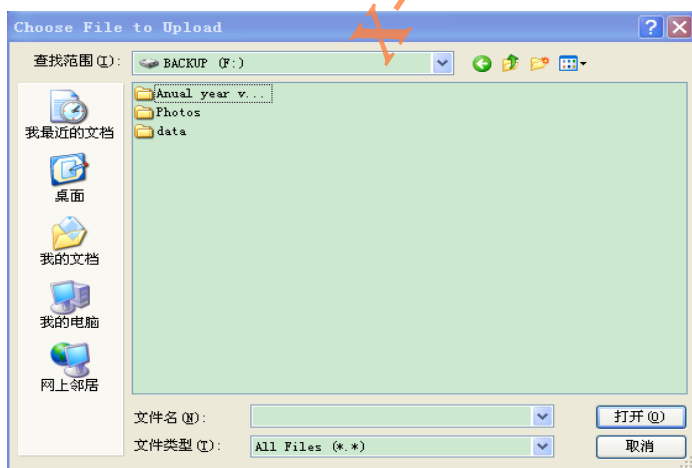 Choose File to Upload
查找范围(I):
BACKUP (F:)
Anual year v...
Photos
data
我最近的文档
桌面
我的文档
我的电脑
网上邻居
文件名(N):
打开(O)
文件类型(T):
All Files (*.*)
取消